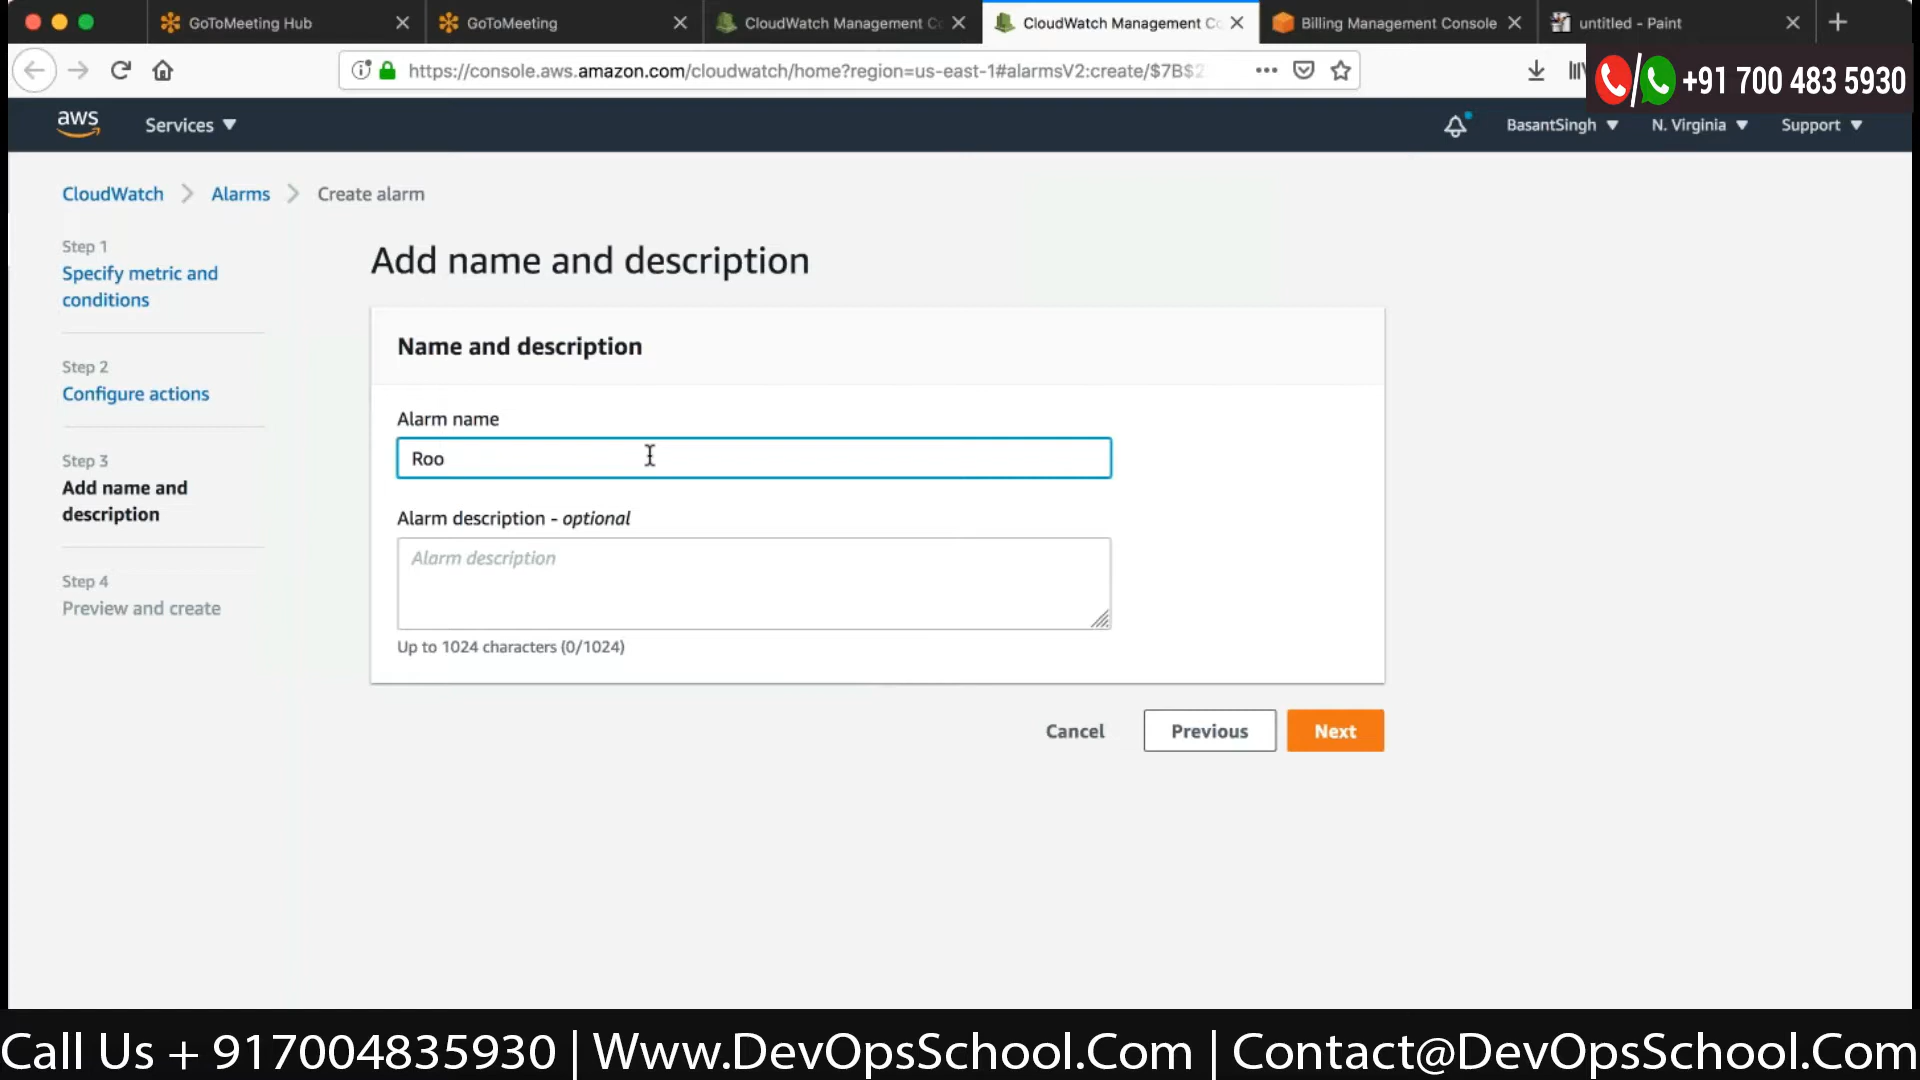 GoToMeeting Hub
GoToMeeting
CloudWatch Management Co
CloudWatch Management Co
Billing Management Console
untitled - Paint
https://console.aws.amazon.com/cloudwatch/home?region=us-east-1#alarmsV2:create/$7B$2
+91 700 483 5930
aws
Services
BasantSingh
N. Virginia
Support
CloudWatch
Alarms
Create alarm
Step 1
Specify metric and
conditions
Step 2
Configure actions
Step 3
Add name and
description
Step 4
Preview and create
Add name and description
Name and description
Alarm name
Roo
Alarm description - optional
Alarm description
Up to 1024 characters (0/1024)
Cancel
Previous
Next
Call Us + 917004835930 | Www.DevOpsSchool.Com | Contact@DevOpsSchool.Com